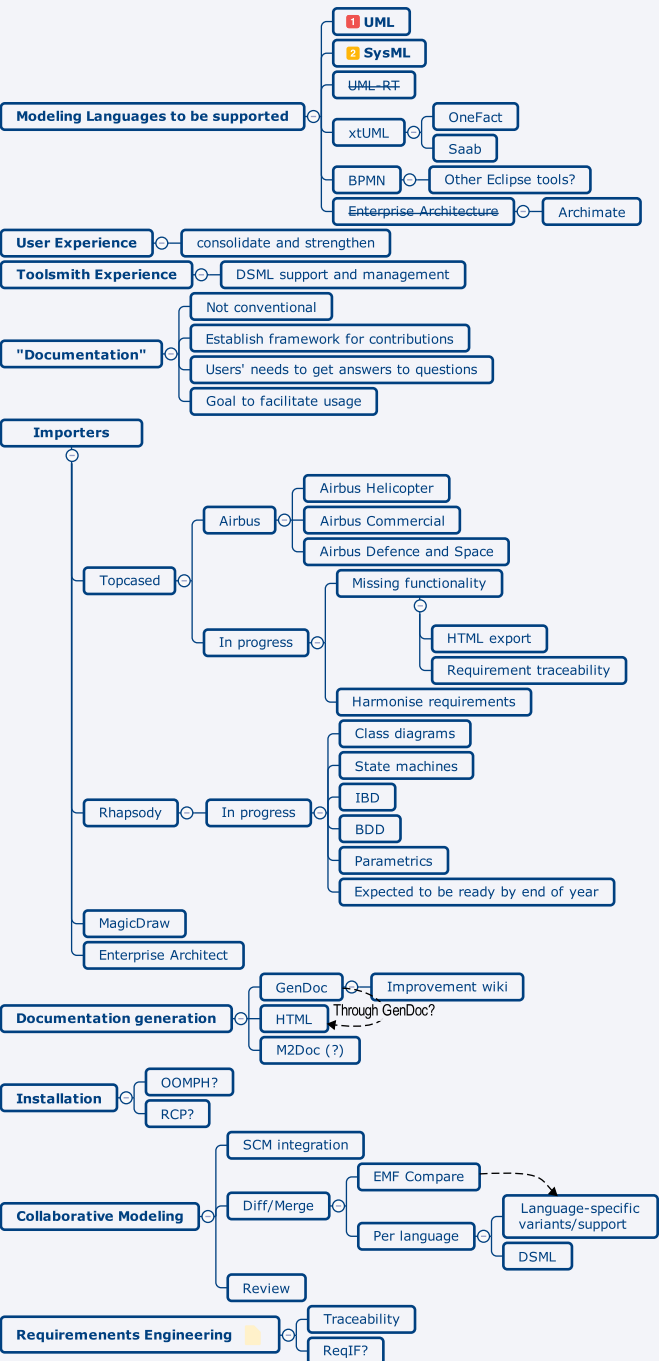 1 UML
2 SysML
UML-RT
Modeling Languages to be supported
xtUML
OneFact
Saab
BPMN
Other Eclipse tools?
Enterprise Architecture
Archimate
User Experience
consolidate and strengthen
Toolsmith Experience
DSML support and management
"Documentation"
Not conventional
Establish framework for contributions
Users' needs to get answers to questions
Goal to facilitate usage
Importers
Topcased
Airbus
Airbus Helicopter
Airbus Commercial
Airbus Defence and Space
In progress
Missing functionality
HTML export
Requirement traceability
Harmonise requirements
Rhapsody
In progress
Class diagrams
State machines
IBD
BDD
Parametrics
Expected to be ready by end of year
MagicDraw
Enterprise Architect
Documentation generation
GenDoc
Improvement wiki
Through GenDoc?
HTML
M2Doc (?)
Installation
OOMPH?
RCP?
Collaborative Modeling
SCM integration
Diff/Merge
EMF Compare
Per language
Language-specific
variants/support
DSML
Review
Requiremenents Engineering
Traceability
ReqIF?